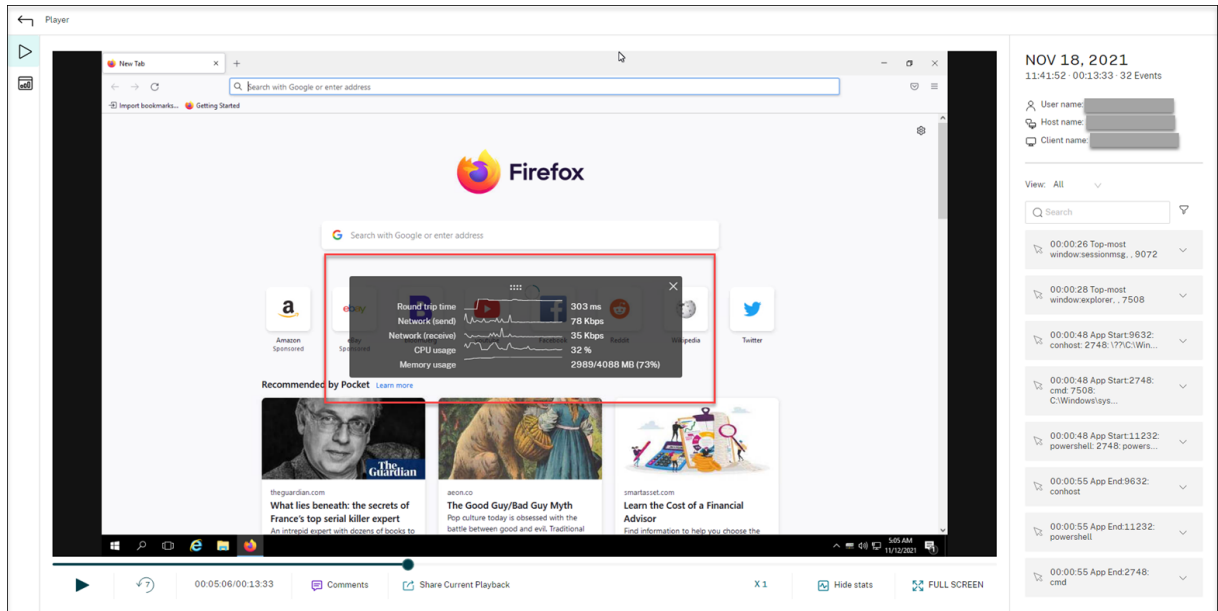 Player
New Tab
Search with Google or enter address
Import bookmarks...
Getting Started
Firefox
Search with Google or enter address
Round trip time 303 ms
Network (send) 78 Kbps
Network (receive) 35 Kbps
CPU usage 32 %
Memory usage 2989/4088 MB (73%)
Amazon
Sponsored
eBay
Facebook
Reddit
Wikipedia
Twitter
Recommended by Pocket Learn more
The Guardian
theguardian.com
What lies beneath: the secrets of
France's top serial killer expert
An intrepid expert with dozens of books to
aeon.co
The Good Guy/Bad Guy Myth
Pop culture today is obsessed with the
battle between good and evil. Traditional
smartasset.com
Learn the Cost of a Financial
Advisor
Find information to help you choose the
5:05 AM
11/12/2021
7
00:05:06/00:13:33
Comments
Share Current Playback
X 1
Hide stats
FULL SCREEN
NOV 18, 2021
11:41:52 · 00:13:33 · 32 Events
User name:
Host name:
Client name:
View: All
Search
00:00:26 Top-most
window:sessionmsg, , 9072
00:00:28 Top-most
window:explorer, , 7508
00:00:48 App Start:9632:
conhost: 2748: \??\C:\Win...
00:00:48 App Start:2748:
cmd: 7508:
C:\Windows\sys...
00:00:48 App Start:11232:
powershell: 2748: powers...
00:00:55 App End:9632:
conhost
00:00:55 App End:11232:
powershell
00:00:55 App End:2748:
cmd